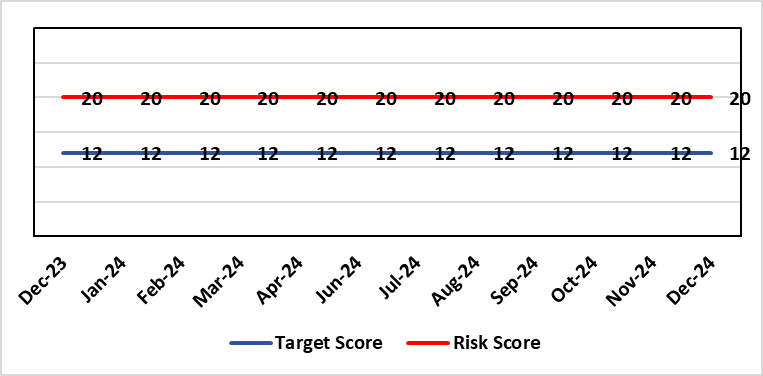 20 20 20 20 20 20 20 20 20 20 20 20
12 12 12 12 12 12 12 12 12 12 12 12
Dec-23 Jan-24 Feb-24 Mar-24 Apr-24 Jun-24 Jul-24 Aug-24 Sep-24 Oct-24 Nov-24 Dec-24
Target Score Risk Score